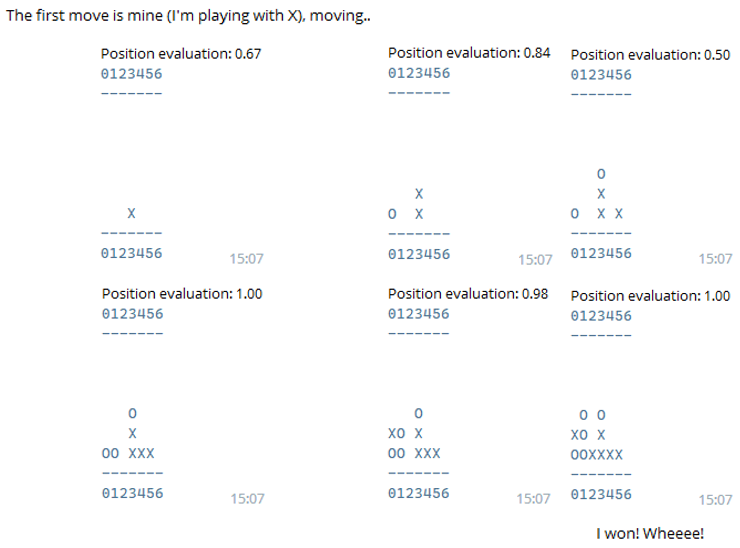 The first move is mine (I'm playing with X), moving..
Position evaluation: 0.67
0123456
-------
   X
-------
0123456
15:07
Position evaluation: 0.84
0123456
-------
   X
O  X
-------
0123456
15:07
Position evaluation: 0.50
0123456
-------
   O
   X
O  X X
-------
0123456
15:07
Position evaluation: 1.00
0123456
-------
   O
   X
OO XXX
-------
0123456
15:07
Position evaluation: 0.98
0123456
-------
   O
XO X
OO XXX
-------
0123456
15:07
Position evaluation: 1.00
0123456
-------
 O O
XO X
OOXXXX
-------
0123456
15:07
I won! Wheeee!